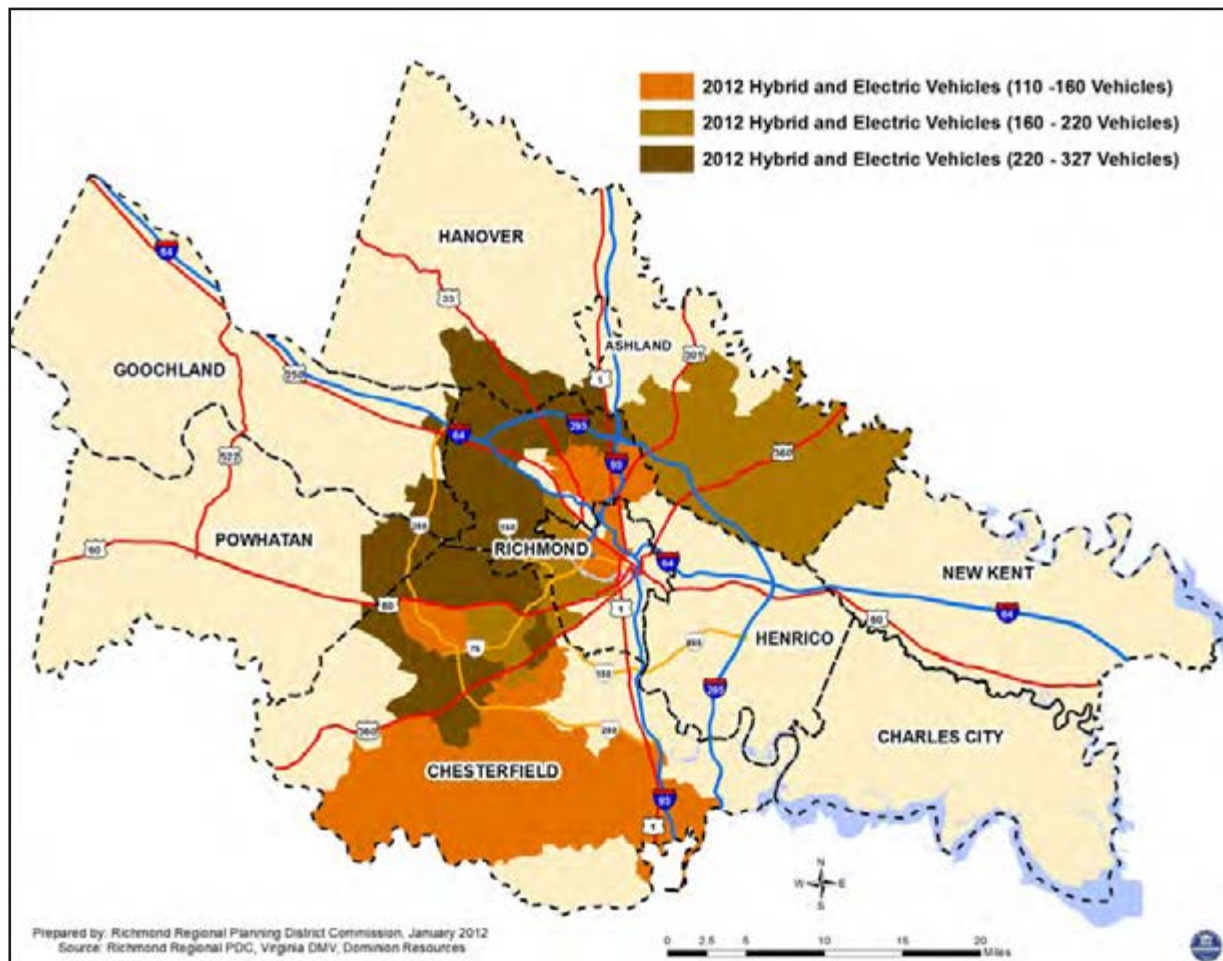 2012 Hybrid and Electric Vehicles (110 -160 Vehicles)
2012 Hybrid and Electric Vehicles (160 - 220 Vehicles)
2012 Hybrid and Electric Vehicles (220 - 327 Vehicles)
HANOVER
64
33
ASHLAND
301
GOOCHLAND
250
1
64
295
360
522
95
288
150
POWHATAN
RICHMOND
60
64
NEW KENT
60
1
60
64
HENRICO
76
895
150
295
360
288
CHARLES CITY
CHESTERFIELD
95
1
N
W E
S
Prepared by: Richmond Regional Planning District Commission, January 2012
Source: Richmond Regional PDC, Virginia DMV, Dominion Resources
0 2.5 5 10 15 20
Miles